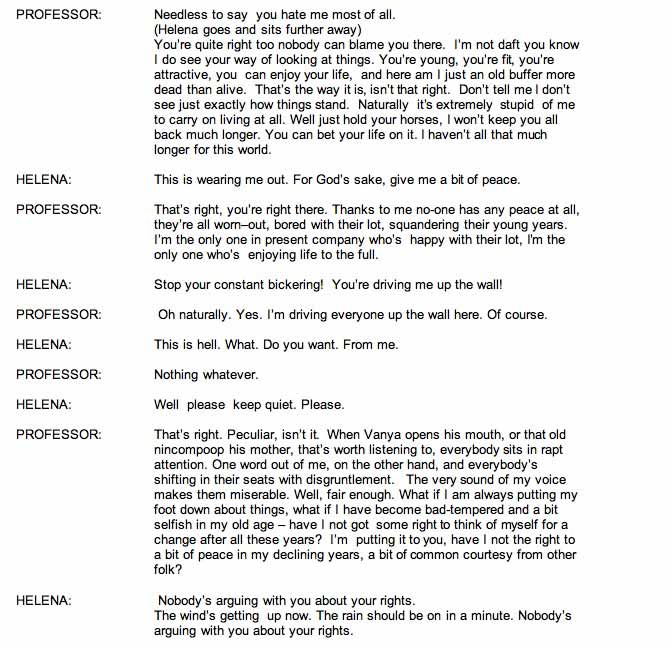 PROFESSOR: Needless to say you hate me most of all.
(Helena goes and sits further away)
You're quite right too nobody can blame you there. I'm not daft you know
I do see your way of looking at things. You're young, you're fit, you're
attractive, you can enjoy your life, and here am I just an old buffer more
dead than alive. That's the way it is, isn't that right. Don't tell me I don't
see just exactly how things stand. Naturally it's extremely stupid of me
to carry on living at all. Well just hold your horses, I won't keep you all
back much longer. You can bet your life on it. I haven't all that much
longer for this world.
HELENA: This is wearing me out. For God's sake, give me a bit of peace.
PROFESSOR: That's right, you're right there. Thanks to me no-one has any peace at all,
they're all worn–out, bored with their lot, squandering their young years.
I'm the only one in present company who's happy with their lot, I'm the
only one who's enjoying life to the full.
HELENA: Stop your constant bickering! You're driving me up the wall!
PROFESSOR: Oh naturally. Yes. I'm driving everyone up the wall here. Of course.
HELENA: This is hell. What. Do you want. From me.
PROFESSOR: Nothing whatever.
HELENA: Well please keep quiet. Please.
PROFESSOR: That's right. Peculiar, isn't it. When Vanya opens his mouth, or that old
nincompoop his mother, that's worth listening to, everybody sits in rapt
attention. One word out of me, on the other hand, and everybody's
shifting in their seats with disgruntlement. The very sound of my voice
makes them miserable. Well, fair enough. What if I am always putting my
foot down about things, what if I have become bad-tempered and a bit
selfish in my old age – have I not got some right to think of myself for a
change after all these years? I'm putting it to you, have I not the right to
a bit of peace in my declining years, a bit of common courtesy from other
folk?
HELENA: Nobody's arguing with you about your rights.
The wind's getting up now. The rain should be on in a minute. Nobody's
arguing with you about your rights.